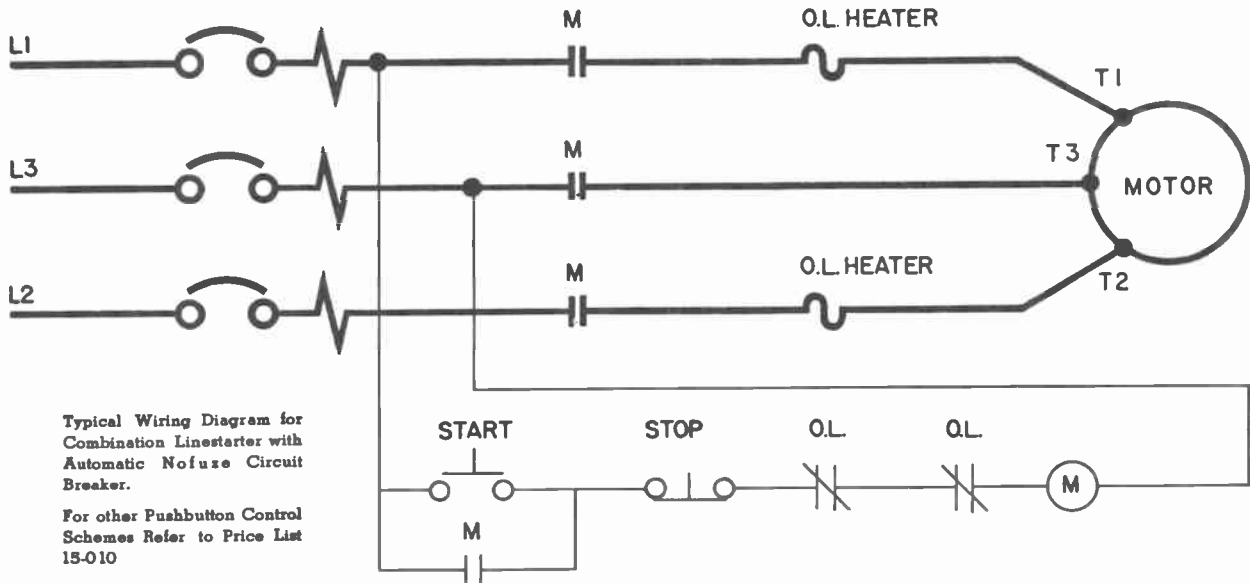 M
O.L. HEATER
L1
T1
M
T3
L3
MOTOR
M
O.L. HEATER
L2
T2
Typical Wiring Diagram for
Combination Linestarter with
Automatic Nofuze Circuit
Breaker.
For other Pushbutton Control
Schemes Refer to Price List
15-010
START
STOP
O.L.
O.L.
M
M